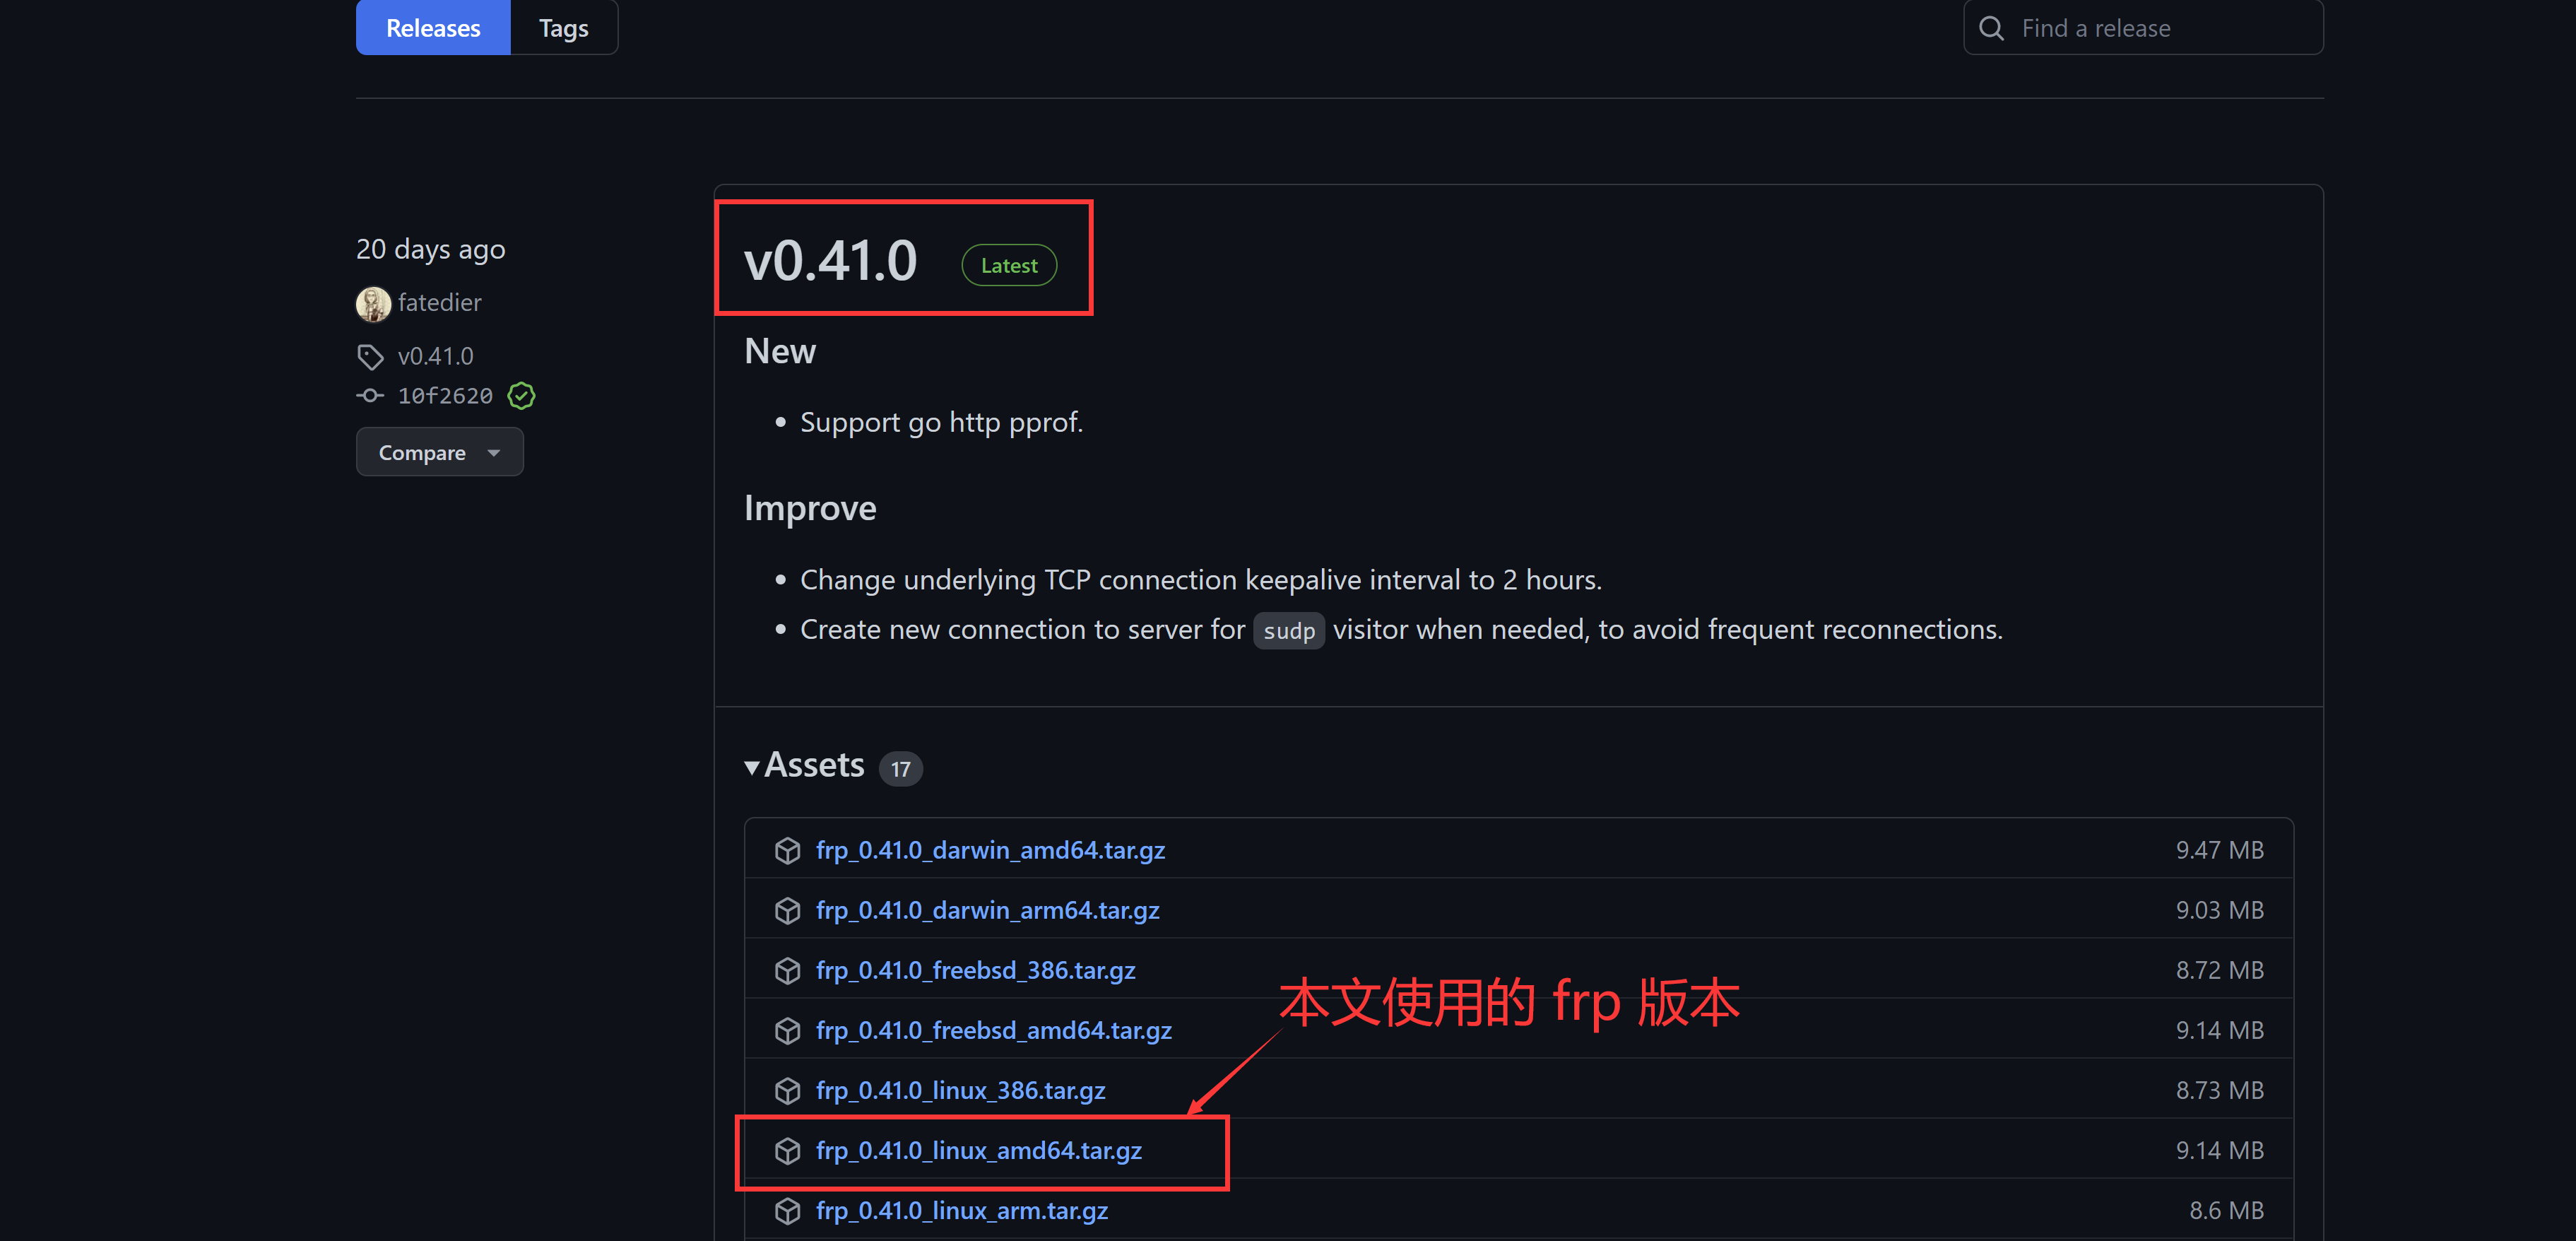 Releases
Tags
Find a release
20 days ago
fatedier
v0.41.0
10f2620
Compare
v0.41.0
Latest
New
Support go http pprof.
Improve
Change underlying TCP connection keepalive interval to 2 hours.
Create new connection to server for sudp visitor when needed, to avoid frequent reconnections.
Assets 17
frp_0.41.0_darwin_amd64.tar.gz 9.47 MB
frp_0.41.0_darwin_arm64.tar.gz 9.03 MB
frp_0.41.0_freebsd_386.tar.gz 8.72 MB
本文使用的 frp 版本
frp_0.41.0_freebsd_amd64.tar.gz 9.14 MB
frp_0.41.0_linux_386.tar.gz 8.73 MB
frp_0.41.0_linux_amd64.tar.gz 9.14 MB
frp_0.41.0_linux_arm.tar.gz 8.6 MB